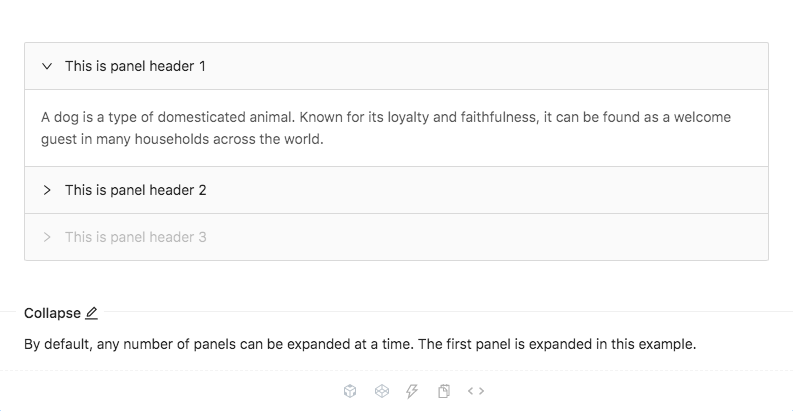 This is panel header 1
A dog is a type of domesticated animal. Known for its loyalty and faithfulness, it can be found as a welcome
guest in many households across the world.
This is panel header 2
This is panel header 3
Collapse
By default, any number of panels can be expanded at a time. The first panel is expanded in this example.